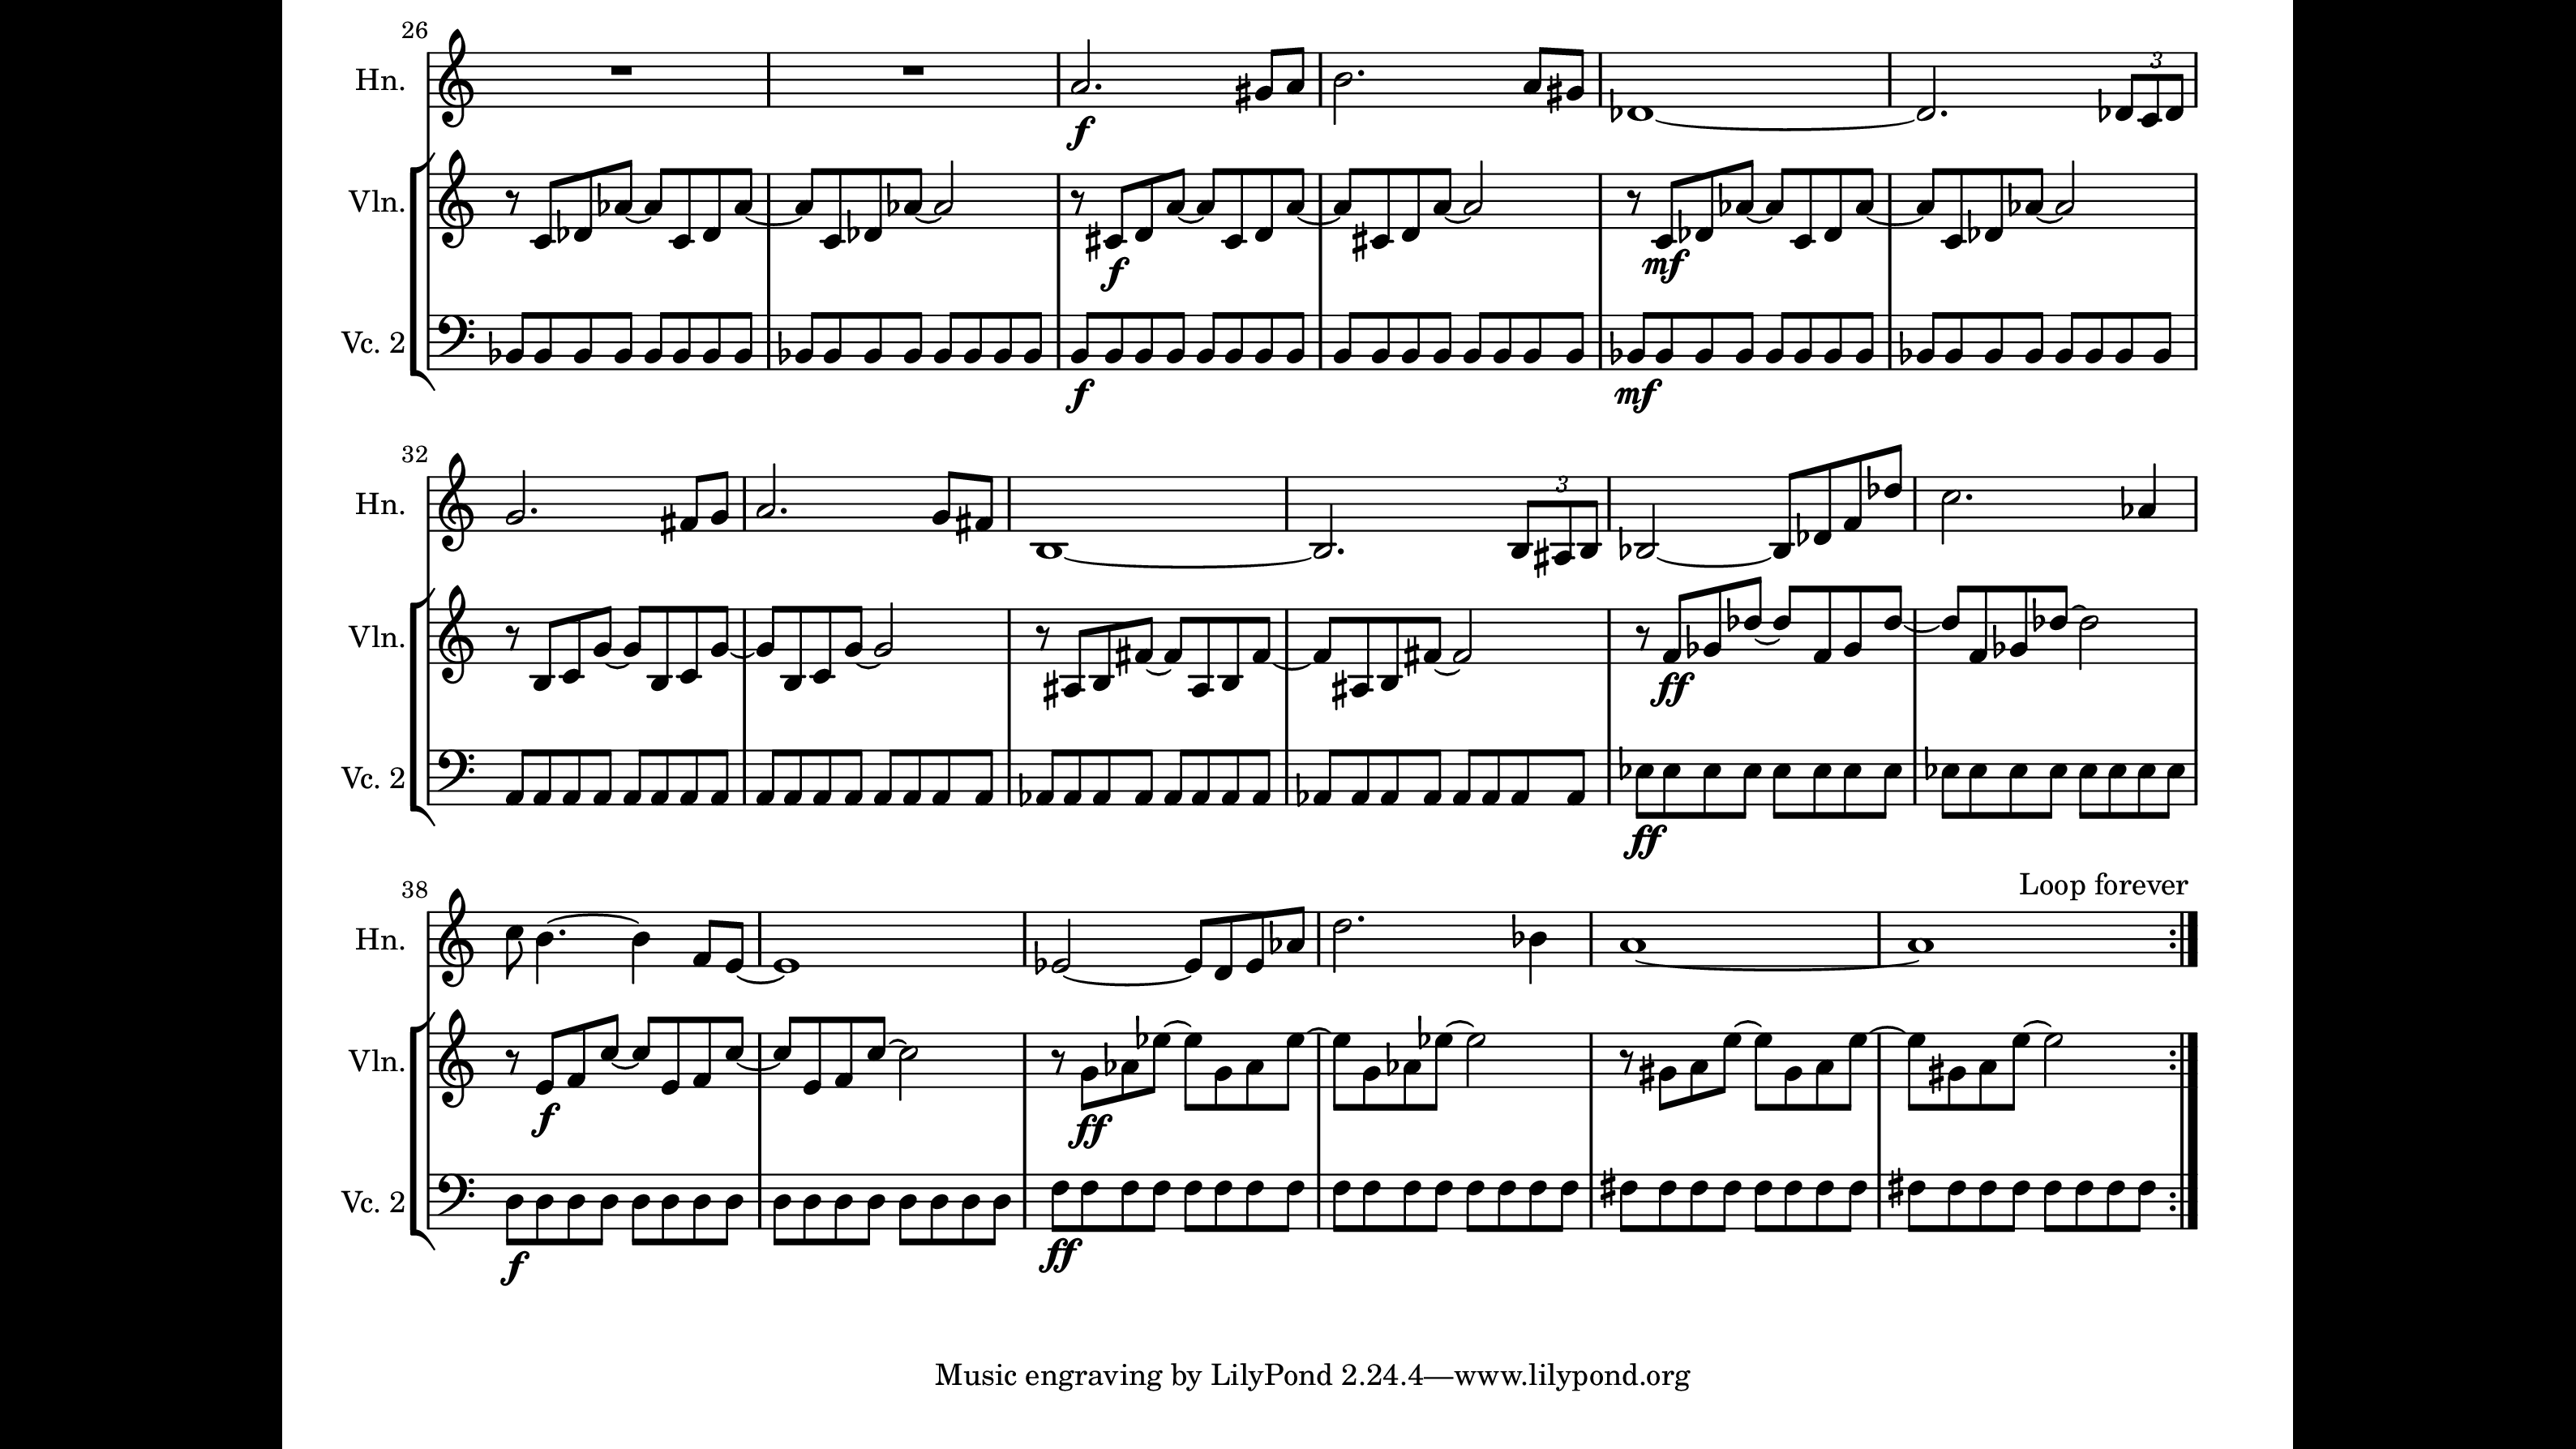 26
Hn.
3
f
Vln.
f
mf
Vc. 2
f
mf
32
Hn.
3
Vln.
ff
Vc. 2
ff
Loop forever
38
Hn.
Vln.
f
ff
Vc. 2
f
ff
Music engraving by LilyPond 2.24.4—www.lilypond.org